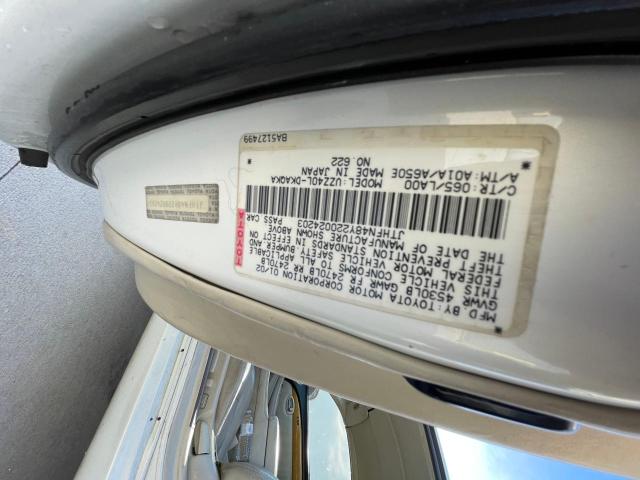 MFD. BY: TOYOTA MOTOR CORPORATION 01/02
GVWR 4530LB GAWR FR 2470LB RR 2470LB
THIS VEHICLE CONFORMS TO ALL APPLICABLE
FEDERAL MOTOR VEHICLE SAFETY, BUMPER AND
THEFT PREVENTION STANDARDS IN EFFECT ON
THE DATE OF MANUFACTURE SHOWN ABOVE.
TOYOTA
JTHFN48Y220024203 PASS CAR
C/TR: 065/LA00 MODEL: UZZ40L-DKAQKA
A/TM: A01A/A650E MADE IN JAPAN
NO. 622
BA5127499